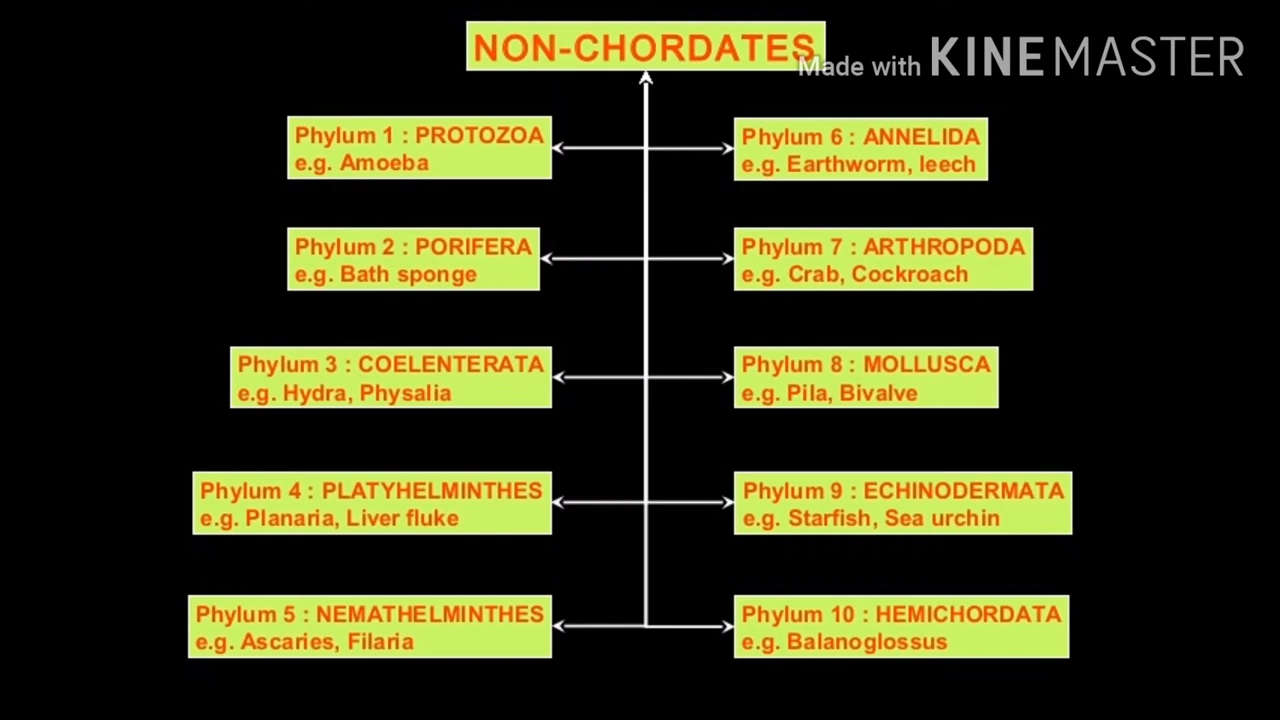 NON-CHORDATES
Made with KINEMASTER
Phylum 1 : PROTOZOA
e.g. Amoeba
Phylum 2 : PORIFERA
e.g. Bath sponge
Phylum 3 : COELENTERATA
e.g. Hydra, Physalia
Phylum 4 : PLATYHELMINTHES
e.g. Planaria, Liver fluke
Phylum 5 : NEMATHELMINTHES
e.g. Ascaries, Filaria
Phylum 6 : ANNELIDA
e.g. Earthworm, leech
Phylum 7 : ARTHROPODA
e.g. Crab, Cockroach
Phylum 8 : MOLLUSCA
e.g. Pila, Bivalve
Phylum 9 : ECHINODERMATA
e.g. Starfish, Sea urchin
Phylum 10 : HEMICHORDATA
e.g. Balanoglossus